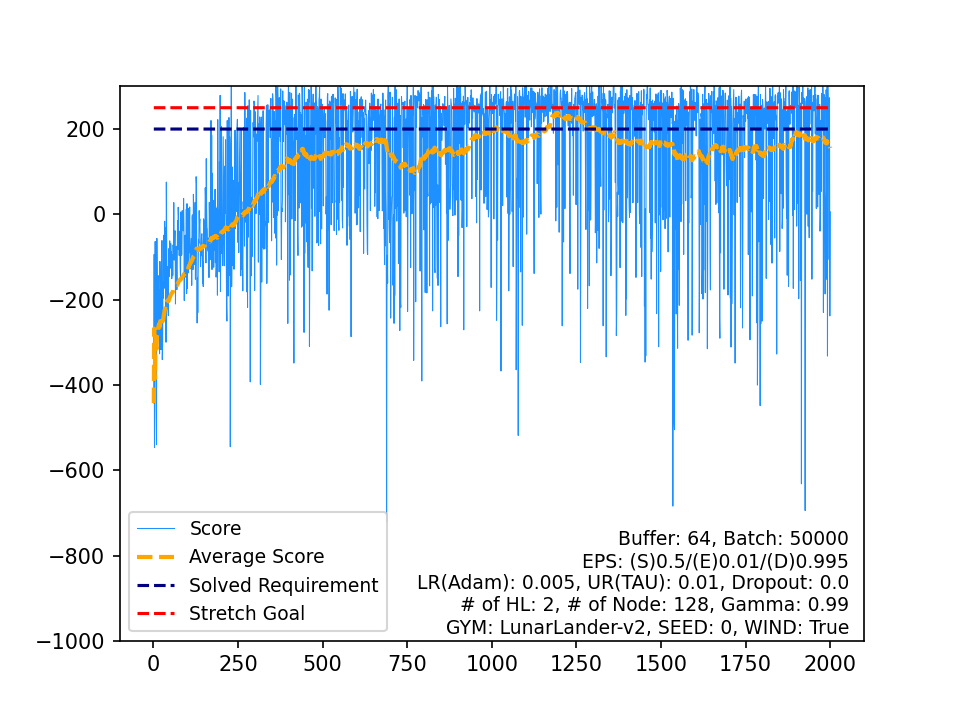 200
0
−200
−400
−600
−800
−1000
0
250
500
750
1000
1250
1500
1750
2000
Score
Average Score
Solved Requirement
Stretch Goal
Buffer: 64, Batch: 50000
EPS: (S)0.5/(E)0.01/(D)0.995
LR(Adam): 0.005, UR(TAU): 0.01, Dropout: 0.0
# of HL: 2, # of Node: 128, Gamma: 0.99
GYM: LunarLander-v2, SEED: 0, WIND: True